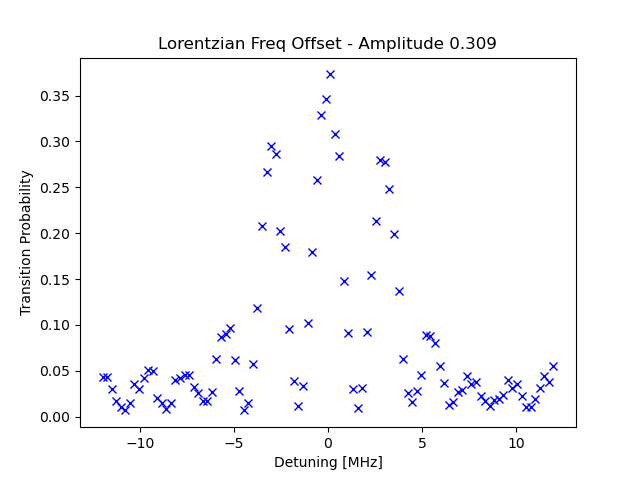 Lorentzian Freq Offset - Amplitude 0.309
Transition Probability
0.35
0.30
0.25
0.20
0.15
0.10
0.05
0.00
−10 −5 0 5 10
Detuning [MHz]